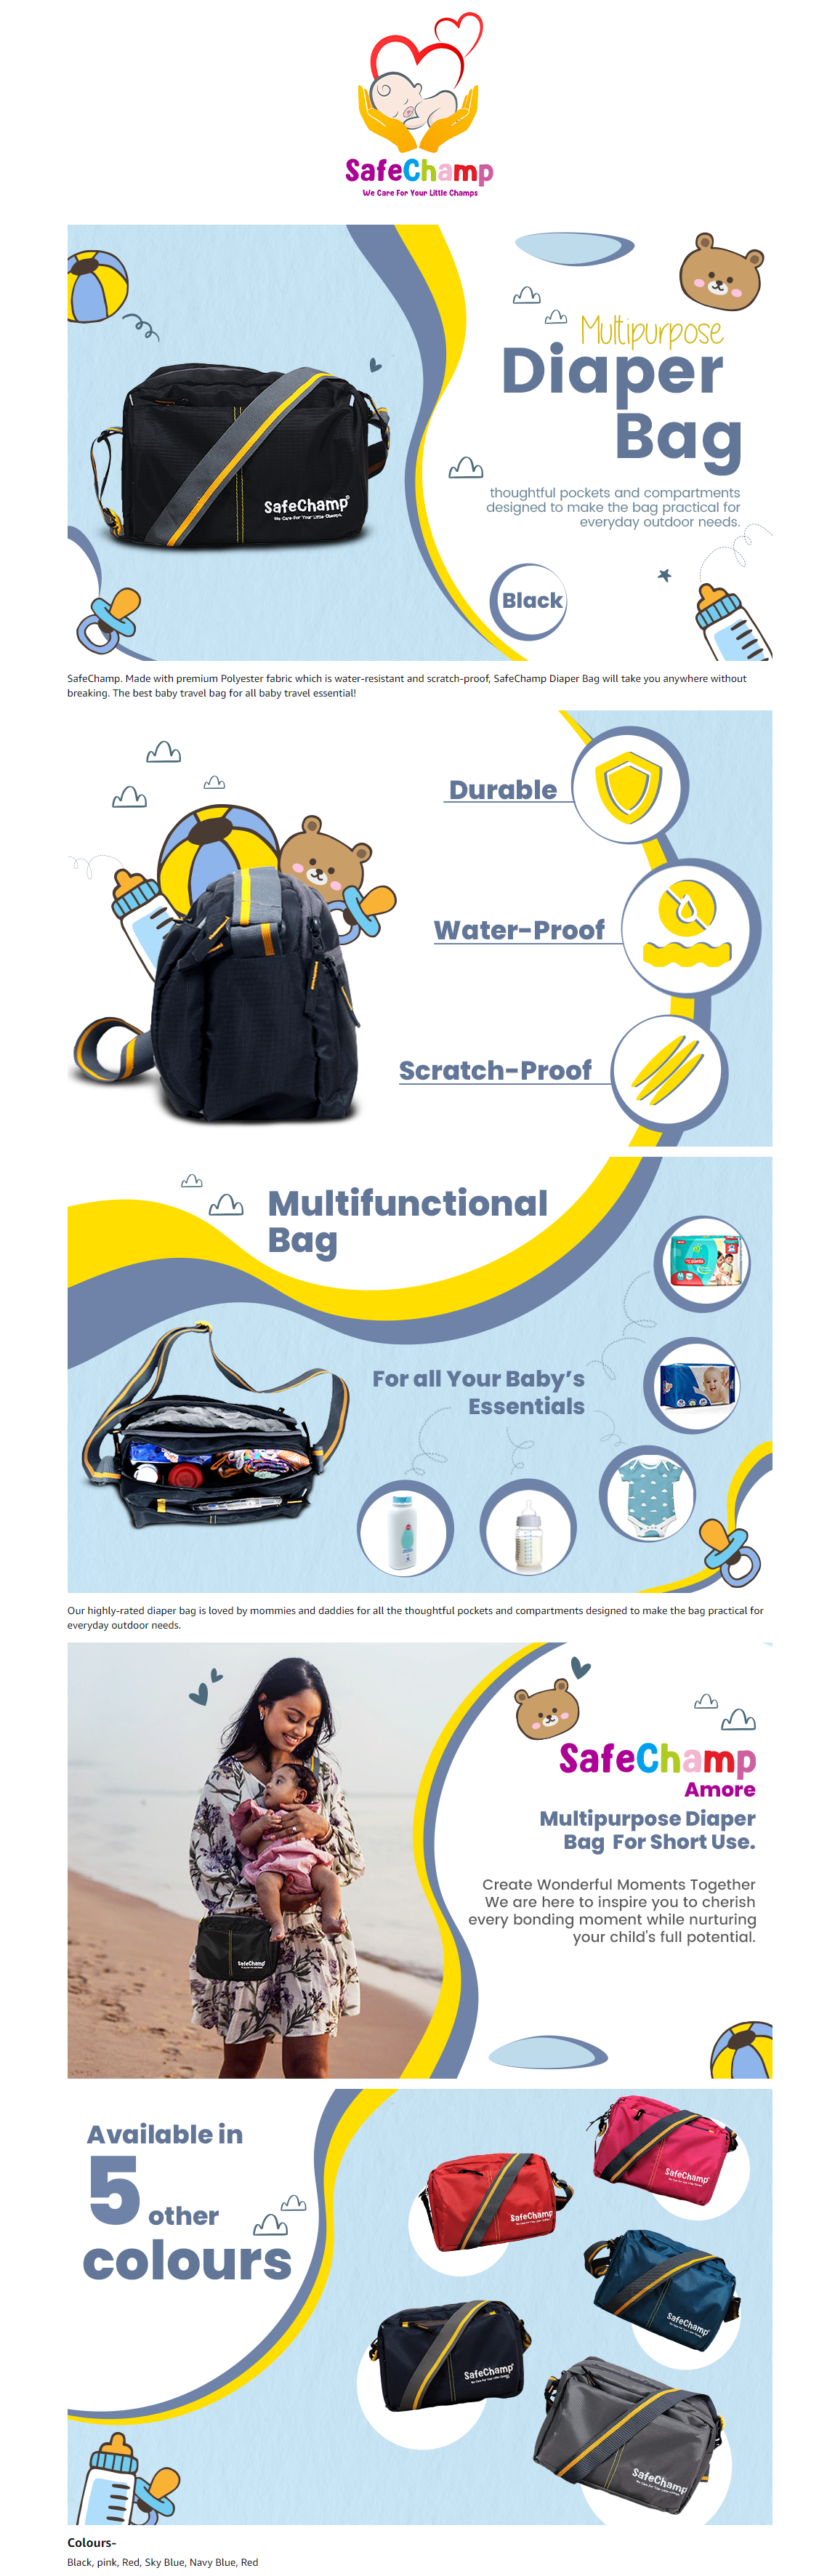 SafeChamp
We Care For Your Little Champs
Multipurpose
Diaper
Bag
thoughtful pockets and compartments
designed to make the bag practical for
everyday outdoor needs.
SafeChamp
We Care For Your Little Champs
Black
SafeChamp. Made with premium Polyester fabric which is water-resistant and scratch-proof, SafeChamp Diaper Bag will take you anywhere without
breaking. The best baby travel bag for all baby travel essential!
Durable
Water-Proof
Scratch-Proof
Multifunctional
Bag
For all Your Baby's
Essentials
Our highly-rated diaper bag is loved by mommies and daddies for all the thoughtful pockets and compartments designed to make the bag practical for
everyday outdoor needs.
SafeChamp
Amore
Multipurpose Diaper
Bag For Short Use.
Create Wonderful Moments Together
We are here to inspire you to cherish
every bonding moment while nurturing
your child's full potential.
SafeChamp
Available in
5 other
colours
SafeChamp
SafeChamp
SafeChamp
SafeChamp
SafeChamp
Colours-
Black, pink, Red, Sky Blue, Navy Blue, Red